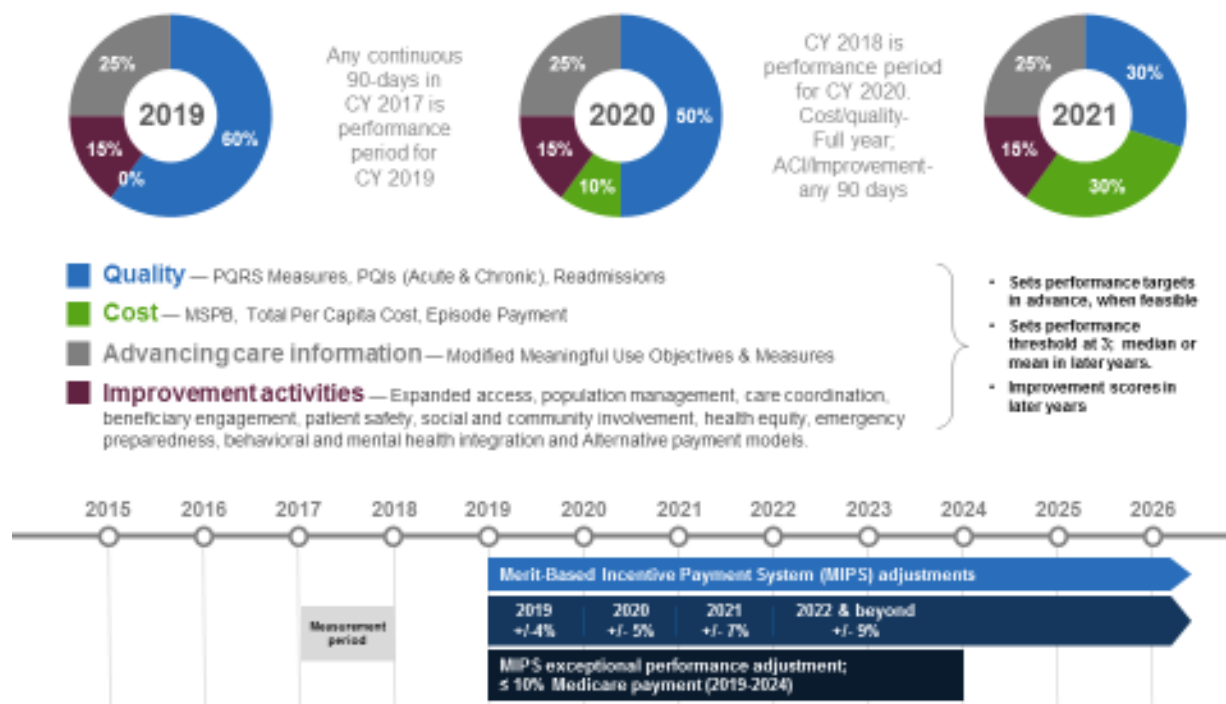 25%
2019
60%
15%
0%
Any continuous
90-days in
CY 2017 is
performance
period for
CY 2019
25%
2020
50%
15%
10%
CY 2018 is
performance period
for CY 2020.
Cost/quality-
Full year;
ACI/Improvement-
any 90 days
25%
30%
2021
15%
30%
Quality — PQRS Measures, PQIs (Acute & Chronic), Readmissions
Cost — MSPB, Total Per Capita Cost, Episode Payment
Advancing care information — Modified Meaningful Use Objectives & Measures
Improvement activities — Expanded access, population management, care coordination,
beneficiary engagement, patient safety, social and community involvement, health equity, emergency
preparedness, behavioral and mental health integration and Alternative payment models.
• Sets performance targets
in advance, when feasible
• Sets performance
threshold at 3; median or
mean in later years.
• Improvement scores in
later years
2015 2016 2017 2018 2019 2020 2021 2022 2023 2024 2025 2026
Merit-Based Incentive Payment System (MIPS) adjustments
Measurement
period
2019 2020 2021 2022 & beyond
+/-4% +/- 5% +/- 7% +/- 9%
MIPS exceptional performance adjustment;
≤ 10% Medicare payment (2019-2024)